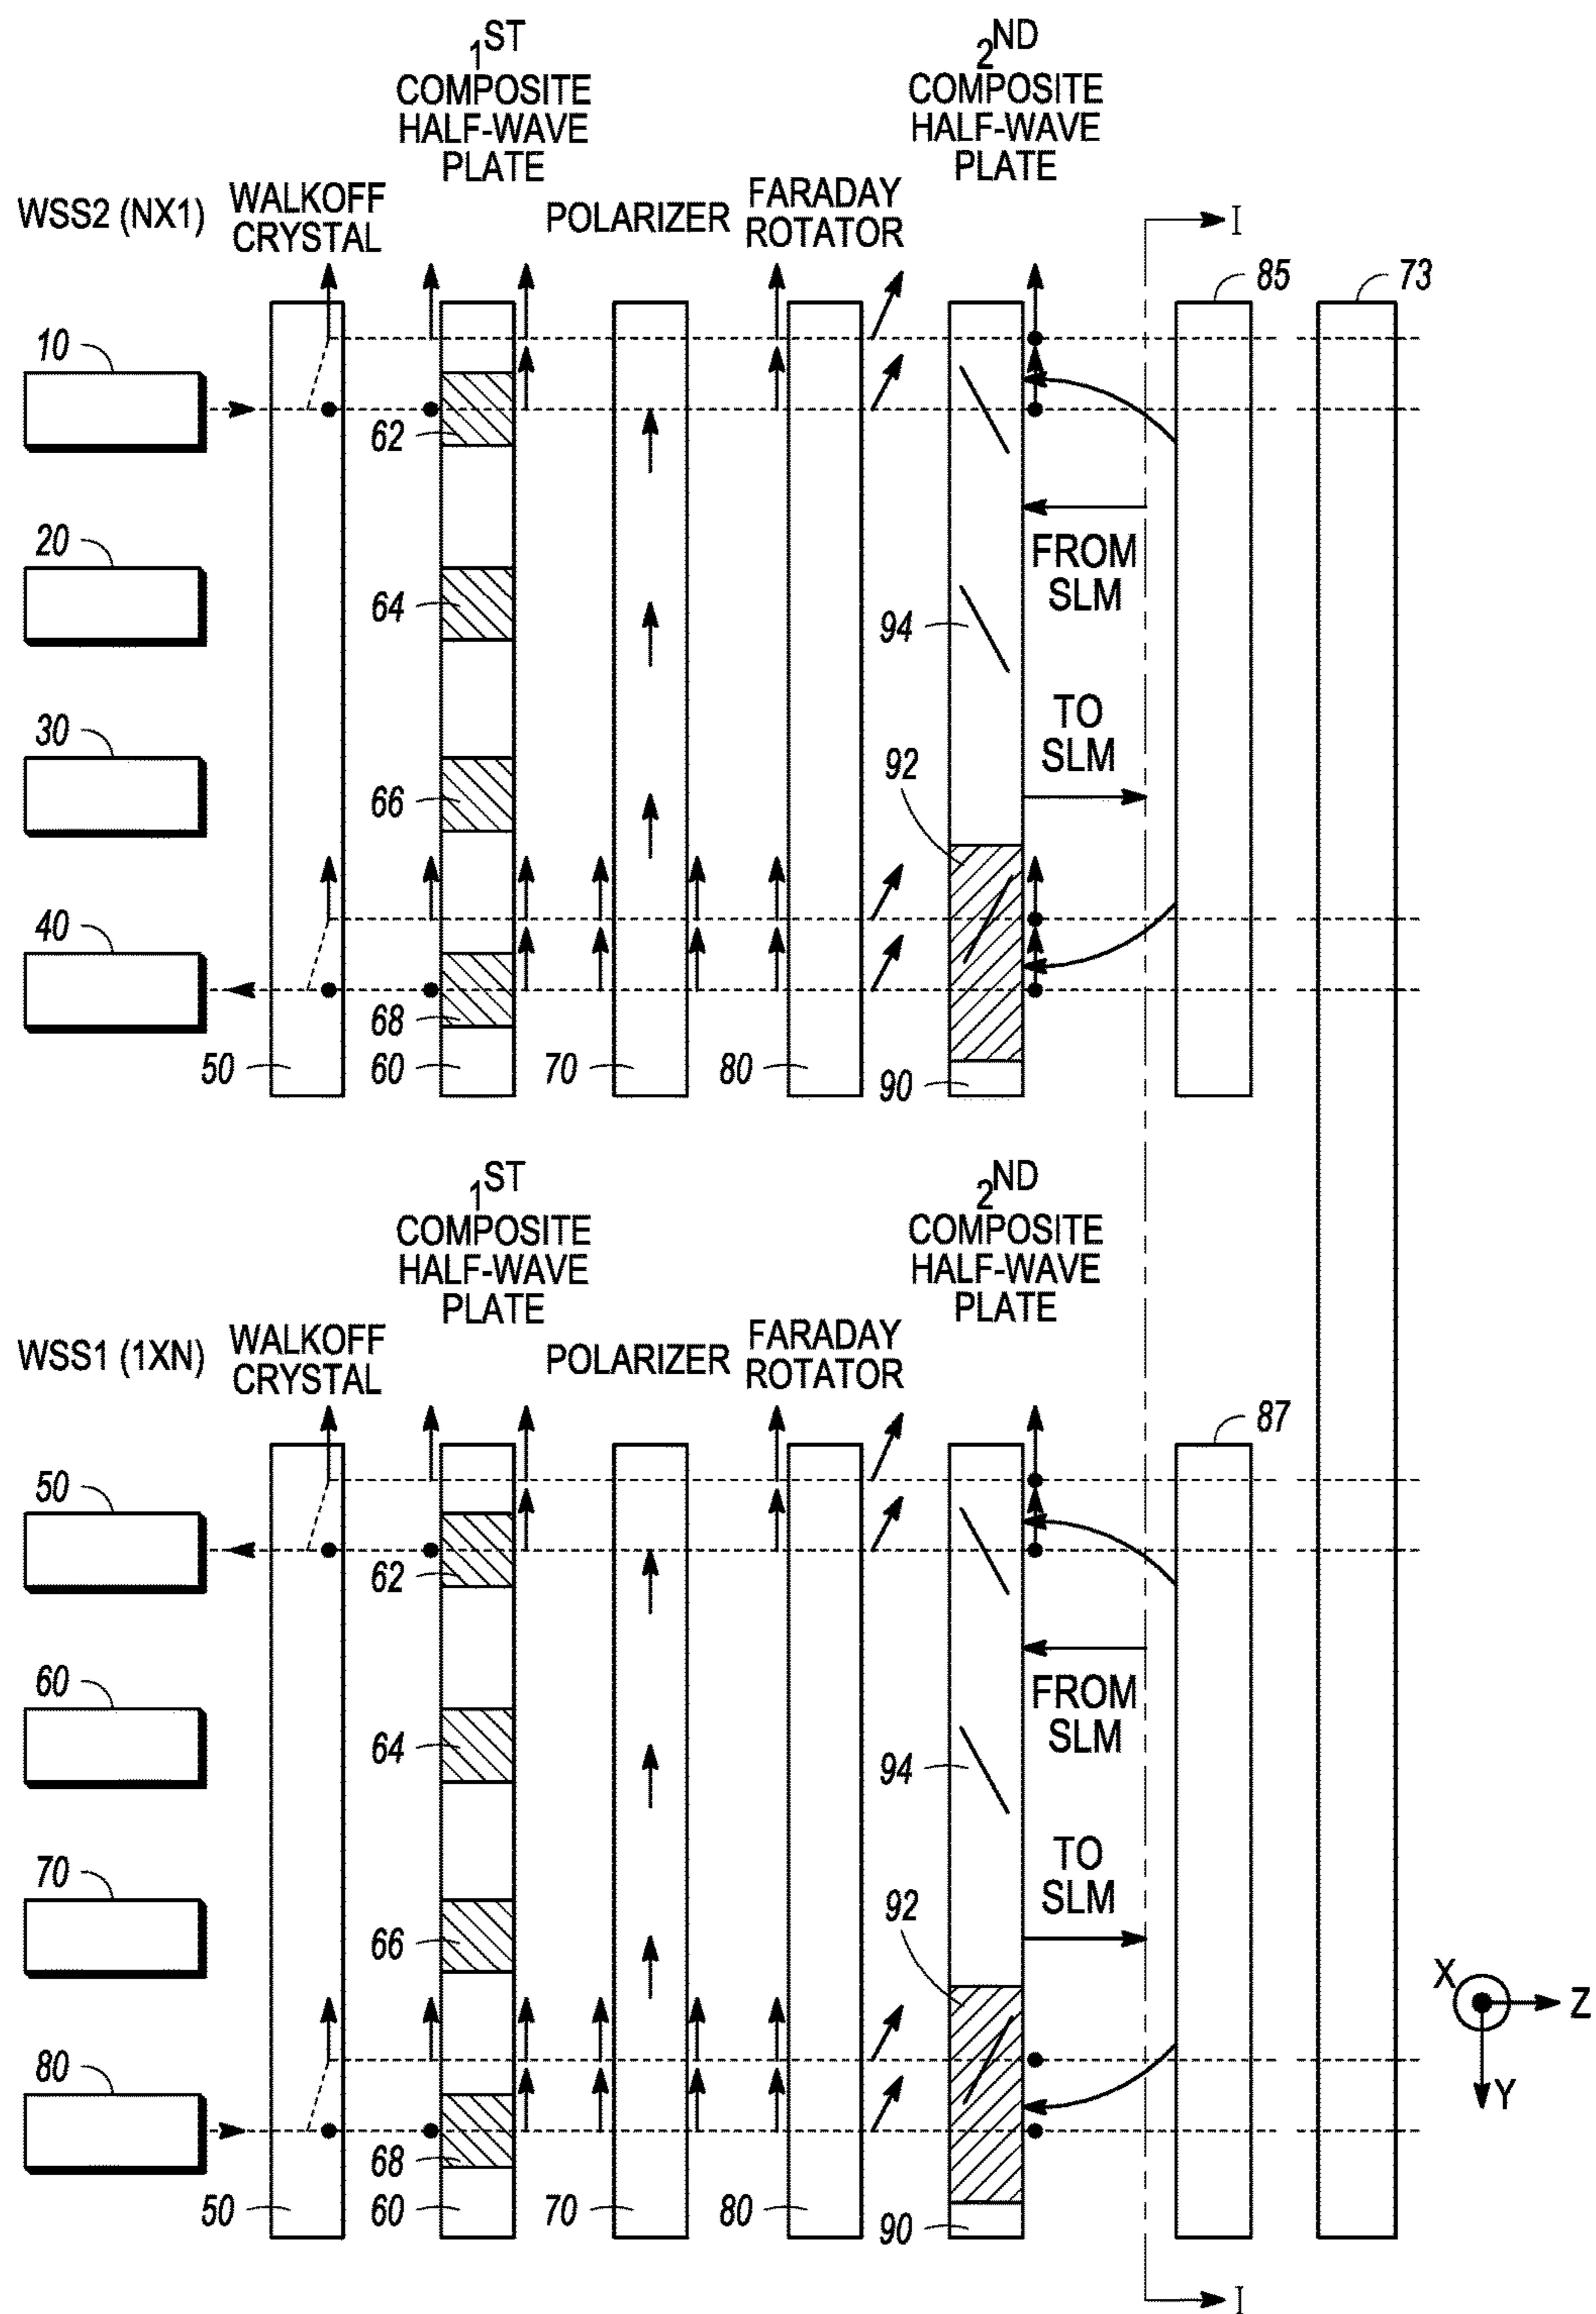 1ST
COMPOSITE
HALF-WAVE
PLATE
2ND
COMPOSITE
HALF-WAVE
PLATE
WSS2 (NX1)
WALKOFF
CRYSTAL
POLARIZER
FARADAY
ROTATOR
I
85
73
10
62
20
64
FROM
SLM
94
TO
SLM
30
66
92
40
68
50
60
70
80
90
1ST
COMPOSITE
HALF-WAVE
PLATE
2ND
COMPOSITE
HALF-WAVE
PLATE
WSS1 (1XN)
WALKOFF
CRYSTAL
POLARIZER
FARADAY
ROTATOR
87
50
62
60
64
FROM
SLM
94
TO
SLM
70
66
92
X
Z
Y
80
68
50
60
70
80
90
I